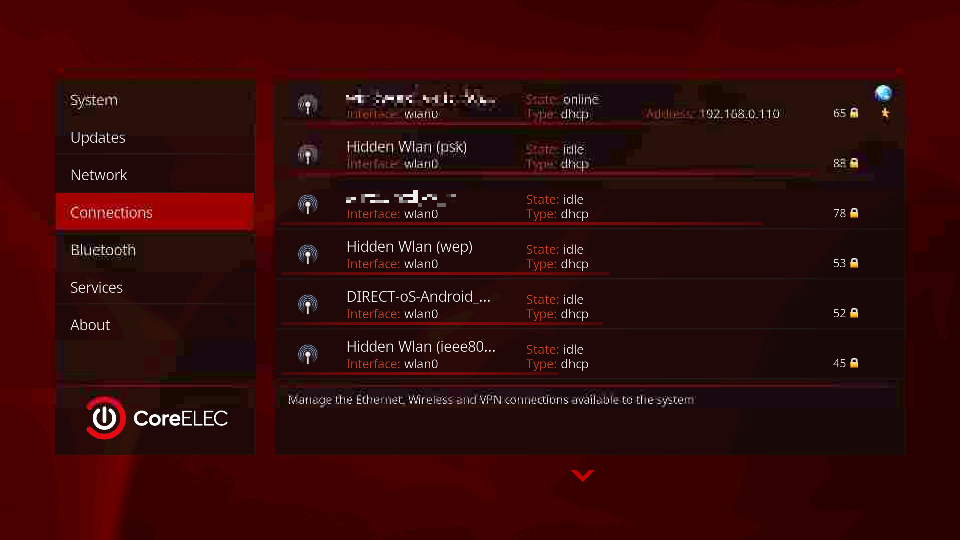 System
Updates
Network
Connections
Bluetooth
Services
About
CoreELEC
State: online
Interface: wlan0 Type: dhcp Address: 192.168.0.110 65
Hidden Wlan (psk) State: idle
Interface: wlan0 Type: dhcp 88
State: idle
Interface: wlan0 Type: dhcp 78
Hidden Wlan (wep) State: idle
Interface: wlan0 Type: dhcp 53
DIRECT-oS-Android_... State: idle
Interface: wlan0 Type: dhcp 52
Hidden Wlan (ieee80... State: idle
Interface: wlan0 Type: dhcp 45
Manage the Ethernet, Wireless and VPN connections available to the system